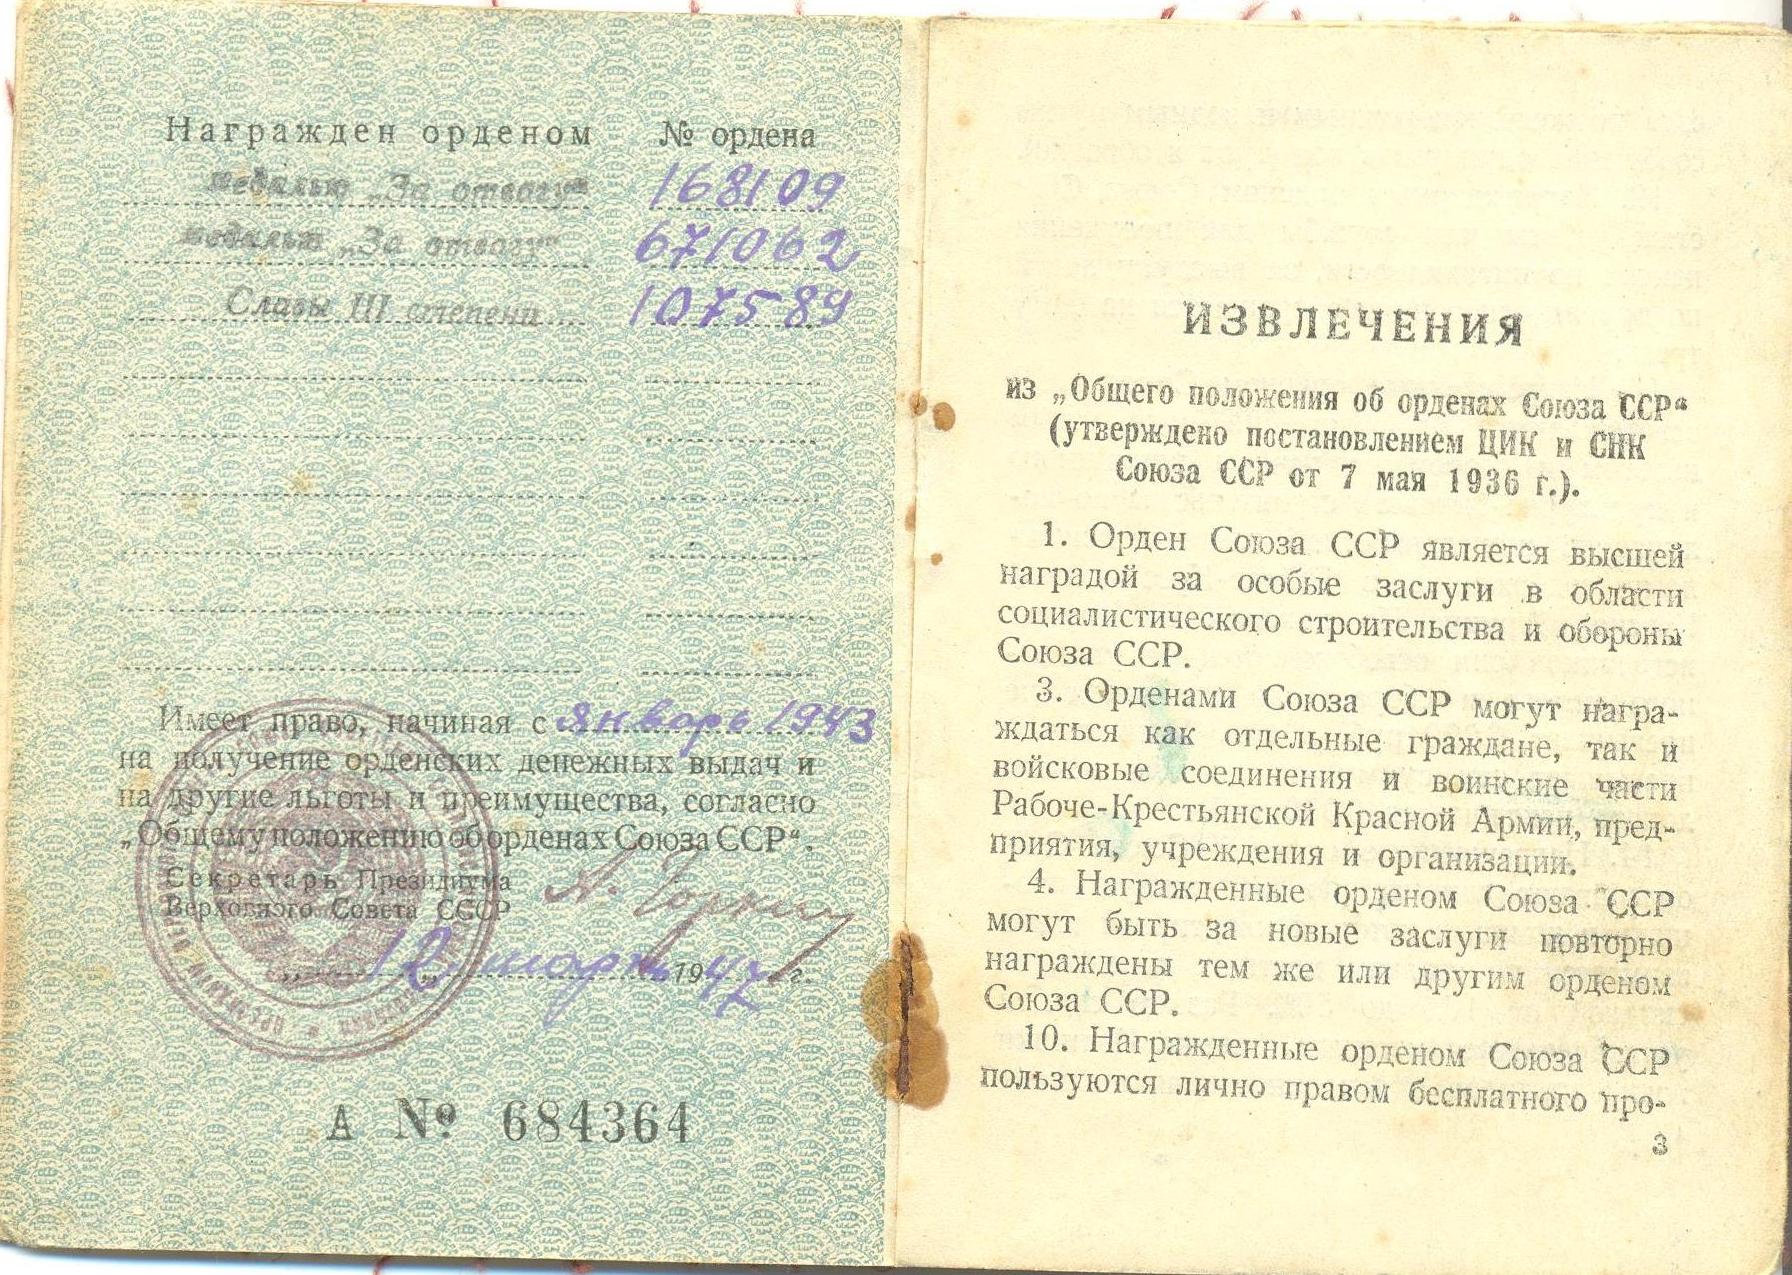 Награжден орденом № ордена
медалью „За отвагу“ 168109
медалью „За отвагу“ 671062
Славы III степени 107589
Имеет право, начиная с январь 1943
на получение орденских денежных выдач и
на другие льготы и преимущества, согласно
„Общему положению об орденах Союза ССР“.
Секретарь Президиума
Верховного Совета СССР
А. Горкин
„12“ марта 1947 г.
А № 684364
ИЗВЛЕЧЕНИЯ
из „Общего положения об орденах Союза ССР“
(утверждено постановлением ЦИК и СНК
Союза ССР от 7 мая 1936 г.).
1. Орден Союза ССР является высшей
наградой за особые заслуги в области
социалистического строительства и обороны
Союза ССР.
3. Орденами Союза ССР могут награ-
ждаться как отдельные граждане, так и
войсковые соединения и воинские части
Рабоче-Крестьянской Красной Армии, пред-
приятия, учреждения и организации.
4. Награжденные орденом Союза ССР
могут быть за новые заслуги повторно
награждены тем же или другим орденом
Союза ССР.
10. Награжденные орденом Союза ССР
пользуются лично правом бесплатного про-
3